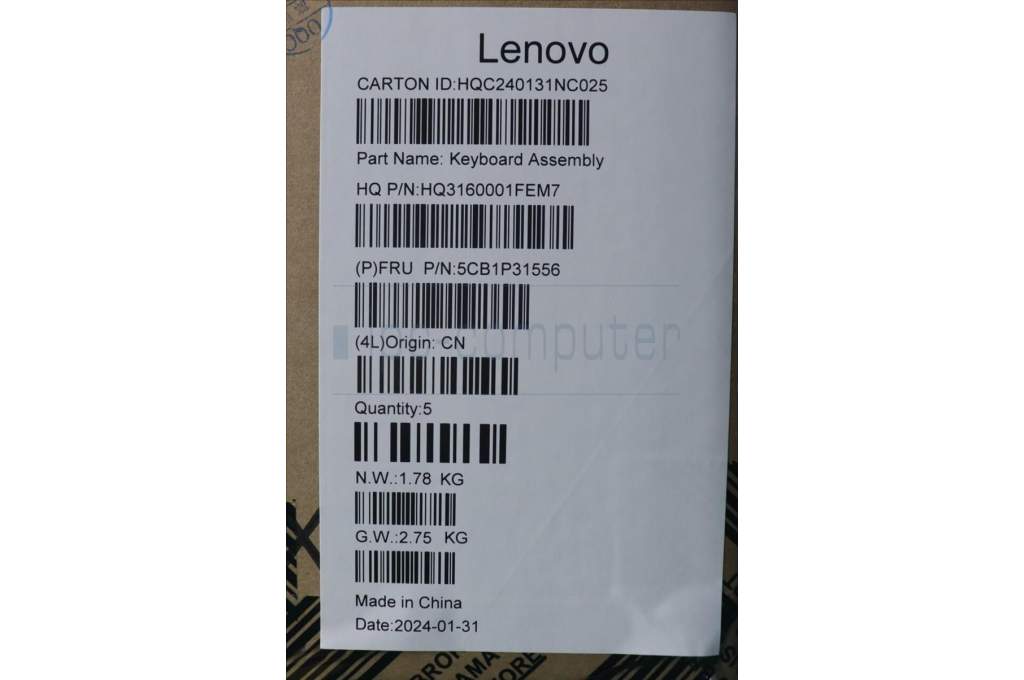 Lenovo
CARTON ID:HQC240131NC025
Part Name: Keyboard Assembly
HQ P/N:HQ3160001FEM7
(P)FRU P/N:5CB1P31556
(4L)Origin: CN
computer
Quantity:5
N.W.:1.78 KG
G.W.:2.75 KG
Made in China
Date:2024-01-31